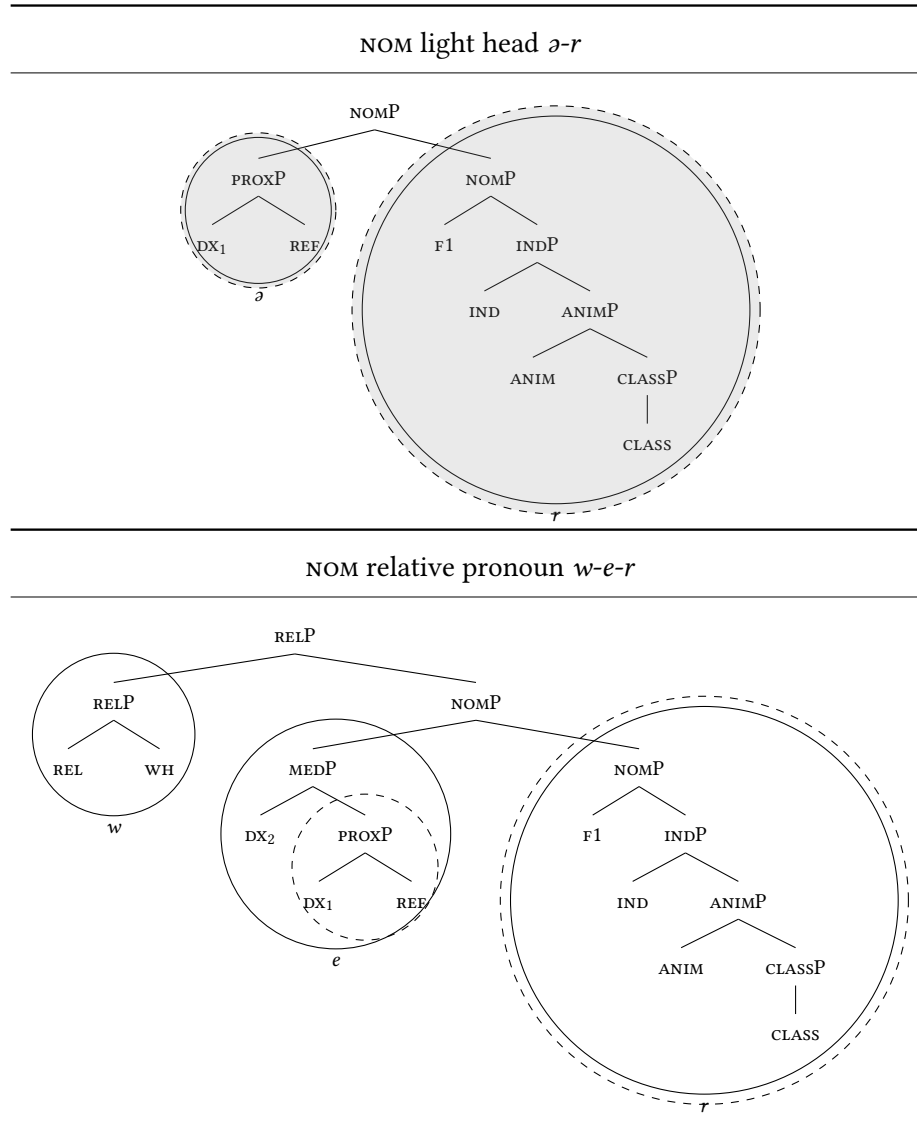 NOM light head ə-r
NOMP
PROXP NOMP
DX₁ REF F1 INDP
ə
IND ANIMP
ANIM CLASSP
CLASS
r
NOM relative pronoun w-e-r
RELP
RELP NOMP
REL WH MEDP NOMP
w
DX₂ PROXP F1 INDP
DX₁ REF IND ANIMP
e
ANIM CLASSP
CLASS
r